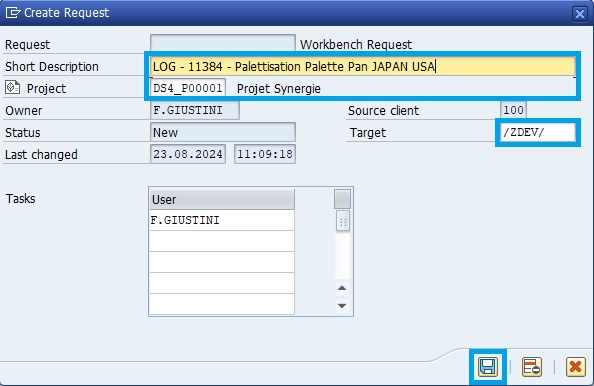 Create Request
Request Workbench Request
Short Description LOG - 11384 - Palettisation Palette Pan JAPAN USA
Project DS4_P00001 Projet Synergie
Owner F.GIUSTINI Source client 100
Status New Target /ZDEV/
Last changed 23.08.2024 11:09:18
Tasks User
F.GIUSTINI